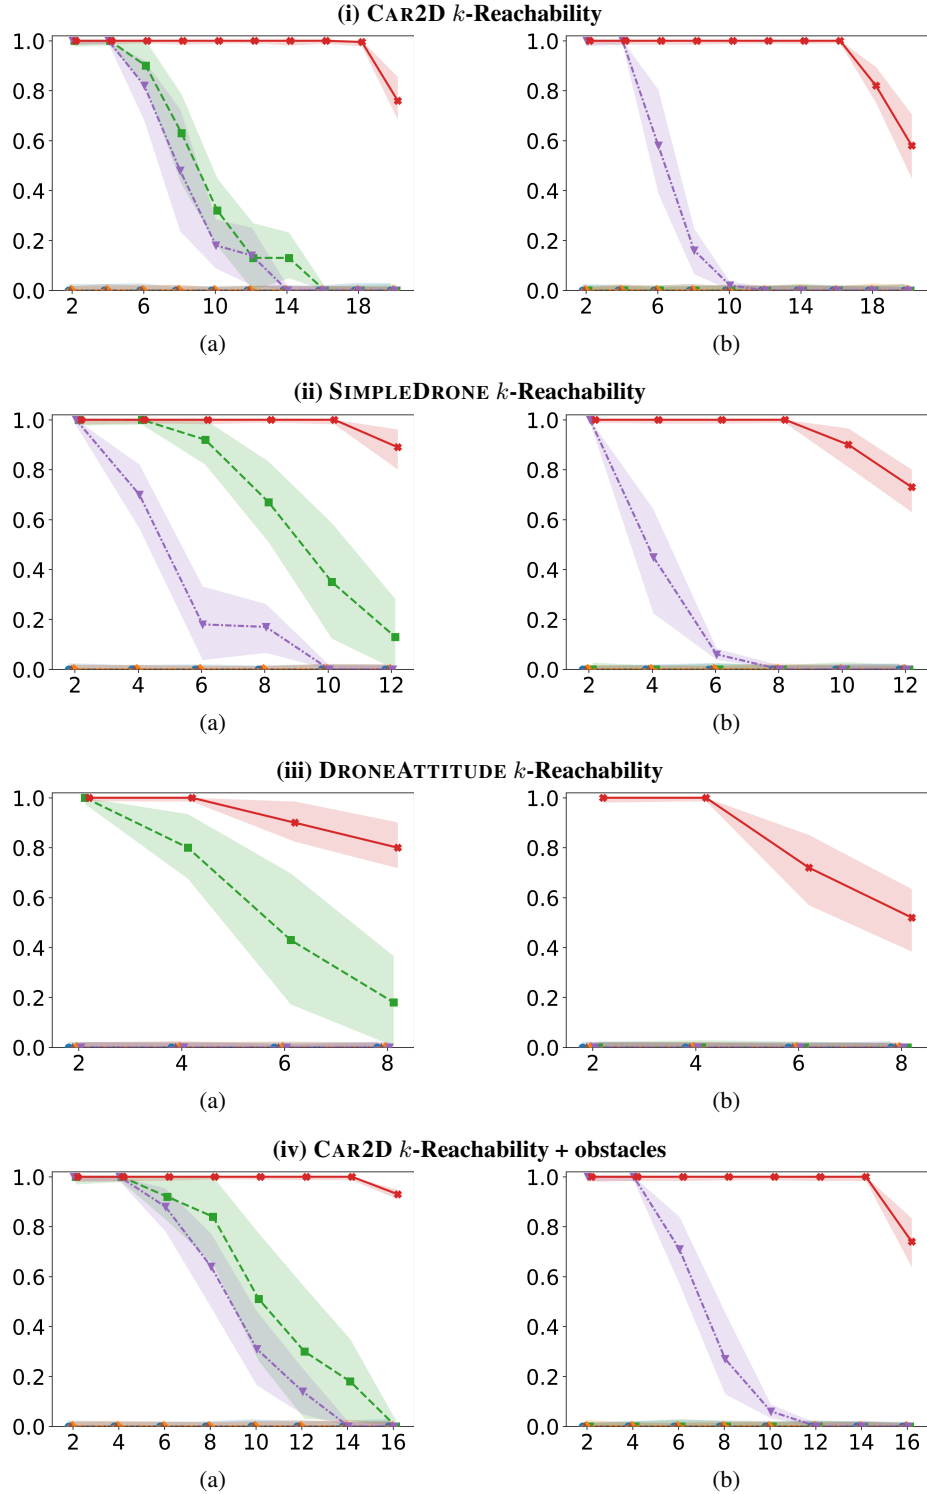 (i) CAR2D k-Reachability
1.0 1.0
0.8 0.8
0.6 0.6
0.4 0.4
0.2 0.2
0.0 0.0
2 6 10 14 18 2 6 10 14 18
(a) (b)
(ii) SIMPLEDRONE k-Reachability
1.0 1.0
0.8 0.8
0.6 0.6
0.4 0.4
0.2 0.2
0.0 0.0
2 4 6 8 10 12 2 4 6 8 10 12
(a) (b)
(iii) DRONEATTITUDE k-Reachability
1.0 1.0
0.8 0.8
0.6 0.6
0.4 0.4
0.2 0.2
0.0 0.0
2 4 6 8 2 4 6 8
(a) (b)
(iv) CAR2D k-Reachability + obstacles
1.0 1.0
0.8 0.8
0.6 0.6
0.4 0.4
0.2 0.2
0.0 0.0
2 4 6 8 10 12 14 16 2 4 6 8 10 12 14 16
(a) (b)